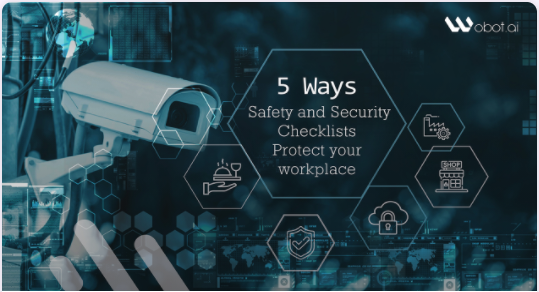 Wobot.ai
5 Ways
Safety and Security
Checklists
Protect your
workplace
SHOP